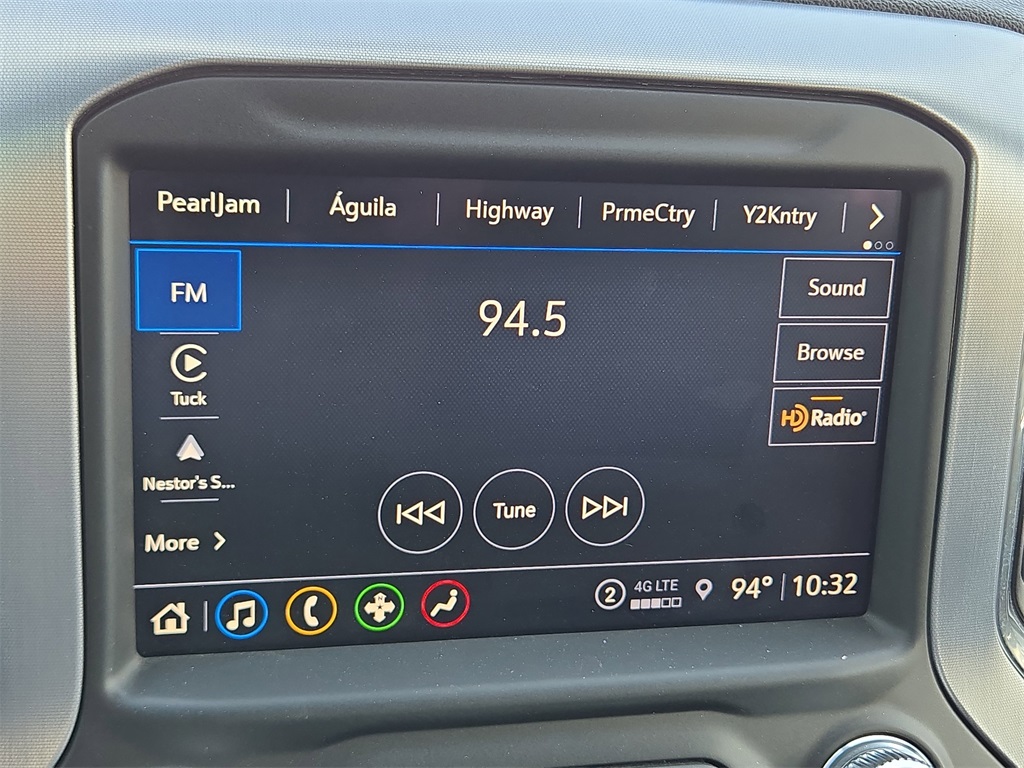 PearlJam Águila Highway PrmeCtry Y2Kntry
FM
94.5
Sound
Tuck
Browse
HD Radio
Nestor's S...
Tune
More
2 4G LTE 94° 10:32